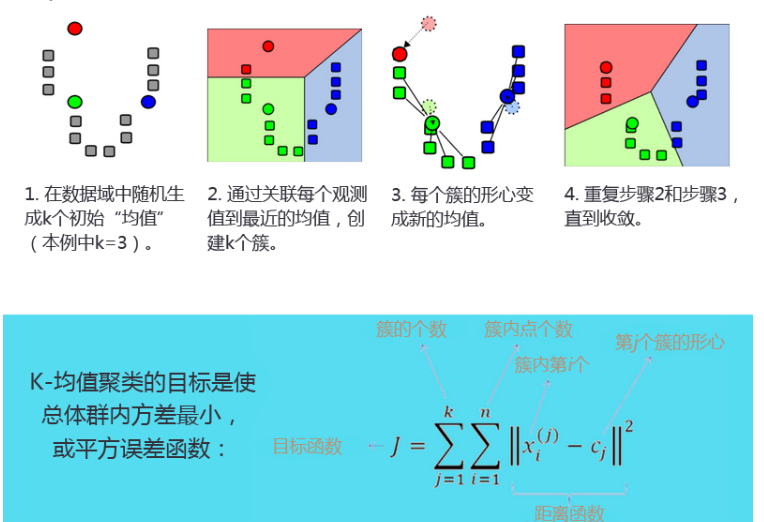 1. 在数据域中随机生
成k个初始“均值”
（本例中k=3）。
2. 通过关联每个观测
值到最近的均值，创
建k个簇。
3. 每个簇的形心变
成新的均值。
4. 重复步骤2和步骤3，
直到收敛。
K-均值聚类的目标是使
总体群内方差最小，
或平方误差函数：
簇的个数
簇内点个数
第j个簇的形心
簇内第i个
目标函数 ← J = ∑_{j=1}^{k} ∑_{i=1}^{n} ‖x_i^{(j)} − c_j‖^2
距离函数